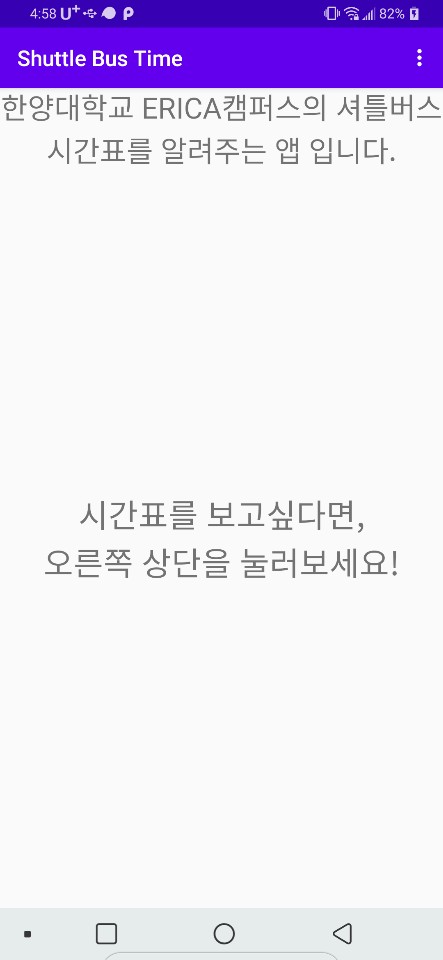 4:58 U+ 82%
Shuttle Bus Time
한양대학교 ERICA캠퍼스의 셔틀버스
시간표를 알려주는 앱 입니다.
시간표를 보고싶다면,
오른쪽 상단을 눌러보세요!